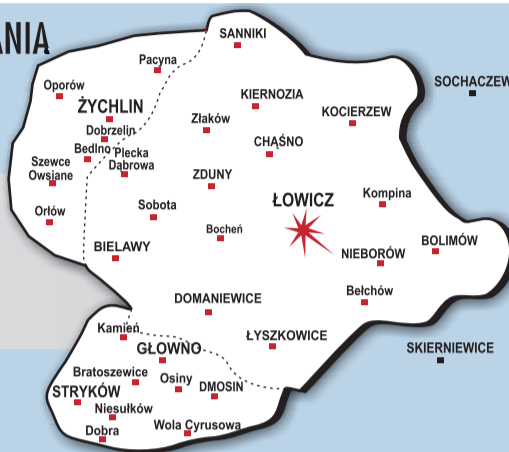 ANIA
SANNIKI
Pacyna
Oporów
SOCHACZEW
KIERNOZIA
ŻYCHLIN
KOCIERZEW
Złaków
Dobrzelin
CHĄŚNO
Bedlno
Plecka
Dąbrowa
Szewce
Owsiane
ZDUNY
Kompina
ŁOWICZ
Sobota
Orłów
Bocheń
BOLIMÓW
BIELAWY
NIEBORÓW
Bełchów
DOMANIEWICE
Kamień
ŁYSZKOWICE
GŁOWNO
SKIERNIEWICE
Bratoszewice
Osiny
DMOSIN
STRYKÓW
Niesułków
Dobra
Wola Cyrusowa